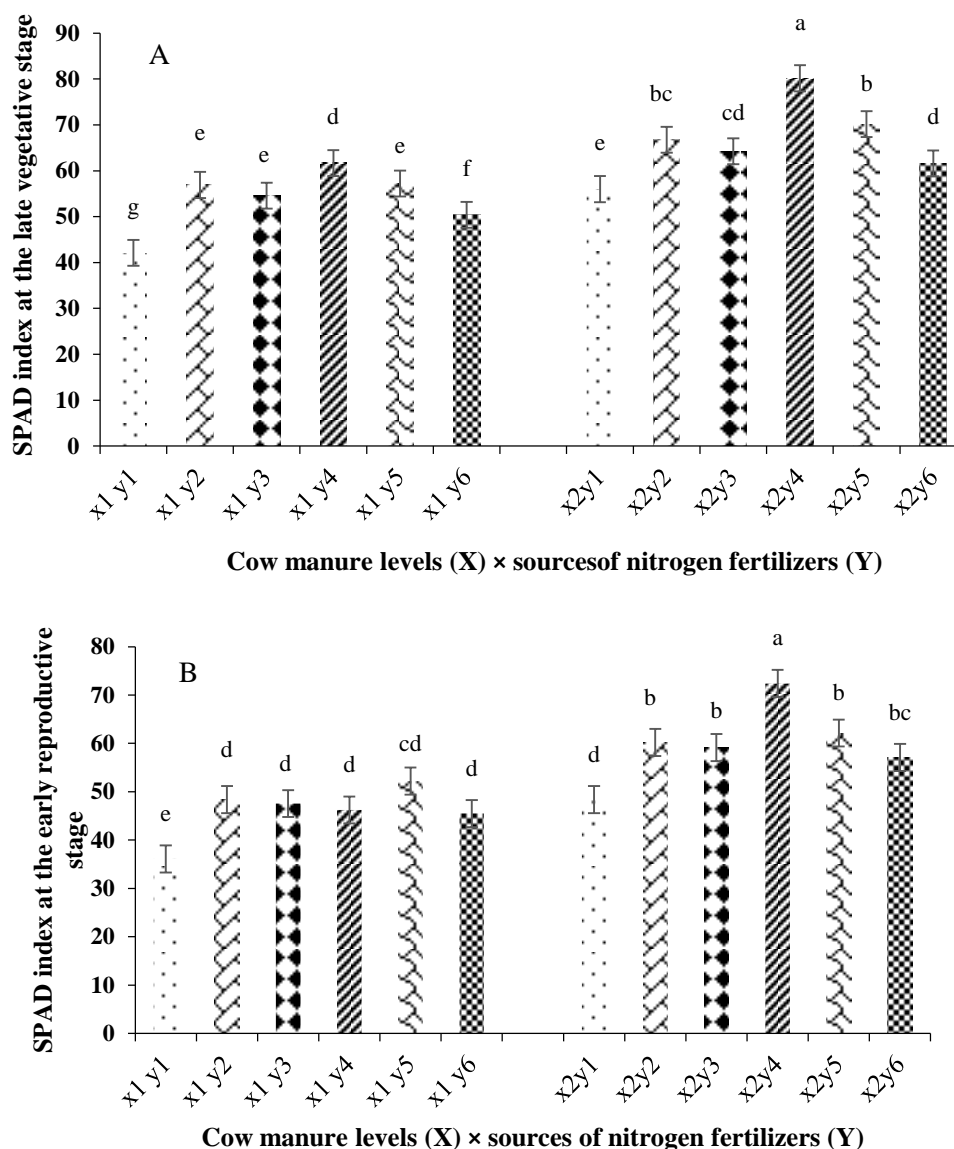 SPAD index at the late vegetative stage
90
80
70
60
50
40
30
20
10
0
A
g
e
e
d
e
f
e
bc
cd
a
b
d
x1 y1
x1 y2
x1 y3
x1 y4
x1 y5
x1 y6
x2y1
x2y2
x2y3
x2y4
x2y5
x2y6
Cow manure levels (X) × sourcesof nitrogen fertilizers (Y)
SPAD index at the early reproductive
stage
80
70
60
50
40
30
20
10
0
B
e
d
d
d
cd
d
d
b
b
a
b
bc
x1 y1
x1 y2
x1 y3
x1 y4
x1 y5
x1 y6
x2y1
x2y2
x2y3
x2y4
x2y5
x2y6
Cow manure levels (X) × sources of nitrogen fertilizers (Y)